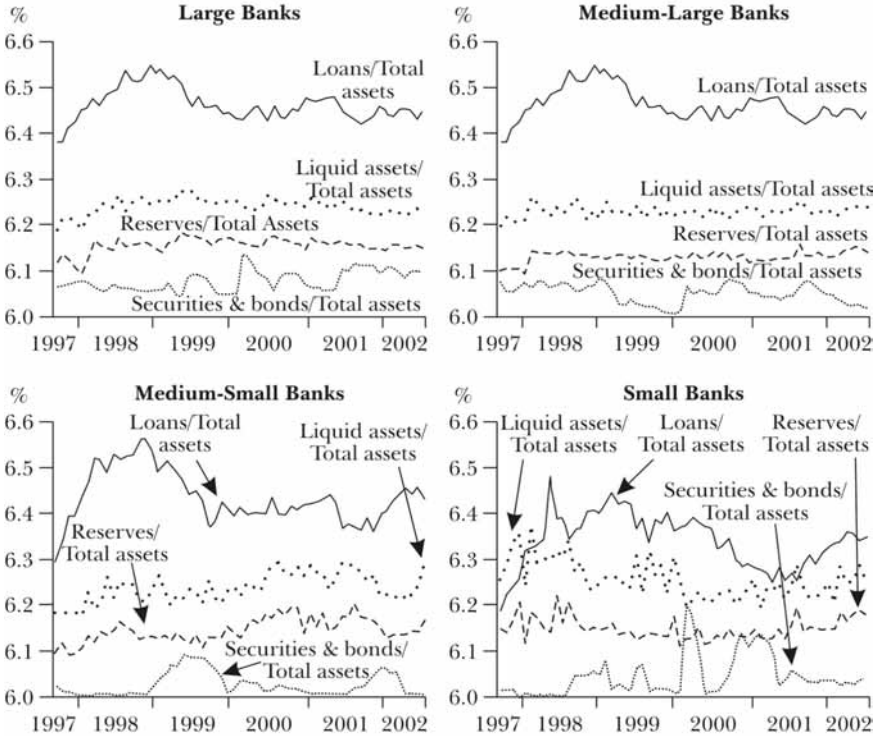 % Large Banks
6.6
6.5
6.4
6.3
6.2
6.1
6.0
Loans/Total
assets
Liquid assets/
Total assets
Reserves/Total Assets
Securities & bonds/Total assets
1997 1998 1999 2000 2001 2002
% Medium-Large Banks
6.6
6.5
6.4
6.3
6.2
6.1
6.0
Loans/Total assets
Liquid assets/Total assets
Reserves/Total assets
Securities & bonds/Total assets
1997 1998 1999 2000 2001 2002
% Medium-Small Banks
6.6
6.5
6.4
6.3
6.2
6.1
6.0
Loans/Total
assets
Liquid assets/
Total assets
Reserves/
Total assets
Securities & bonds/
Total assets
1997 1998 1999 2000 2001 2002
% Small Banks
6.6
6.5
6.4
6.3
6.2
6.1
6.0
Liquid assets/
Total assets
Loans/
Total assets
Reserves/
Total assets
Securities & bonds/
Total assets
1997 1998 1999 2000 2001 2002